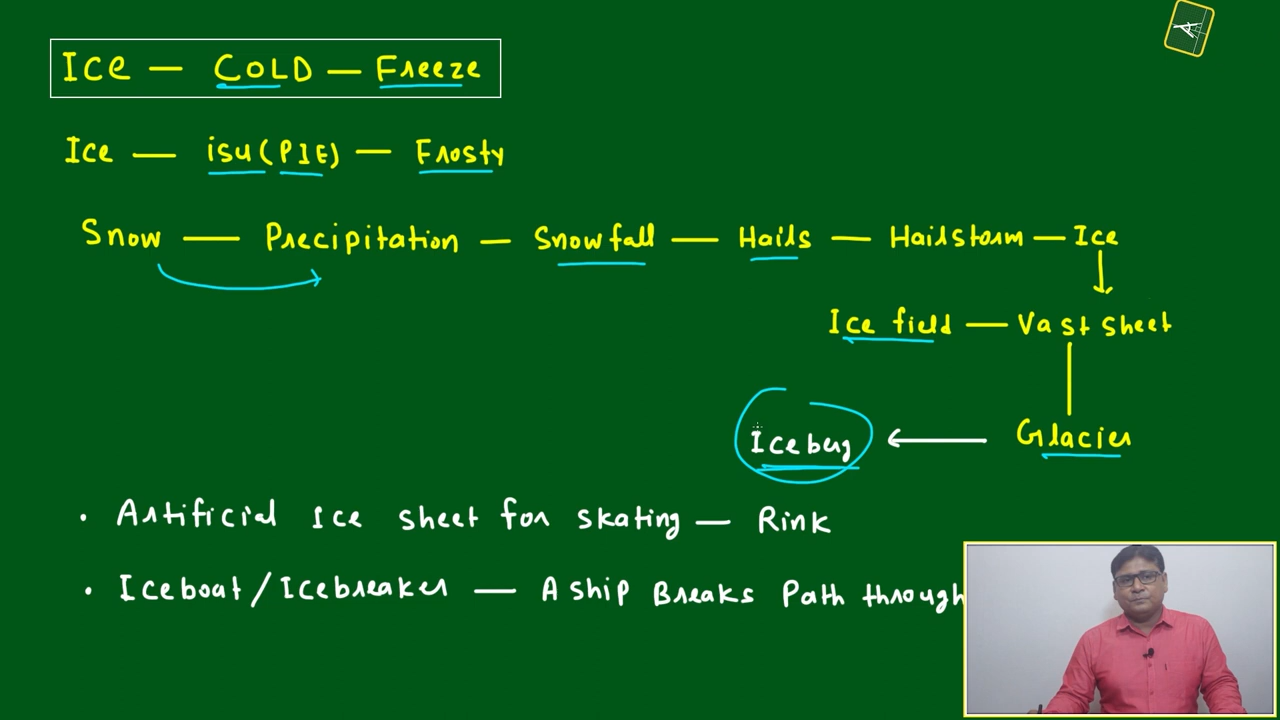 Ice — COLD — Freeze
Ice — isu (PIE) — Frosty
Snow — Precipitation — Snowfall — Hails — Hailstorm — Ice
Ice field — Vast sheet
Iceberg ← Glacier
• Artificial Ice sheet for skating — Rink
• Iceboat/Icebreaker — A ship Breaks Path through